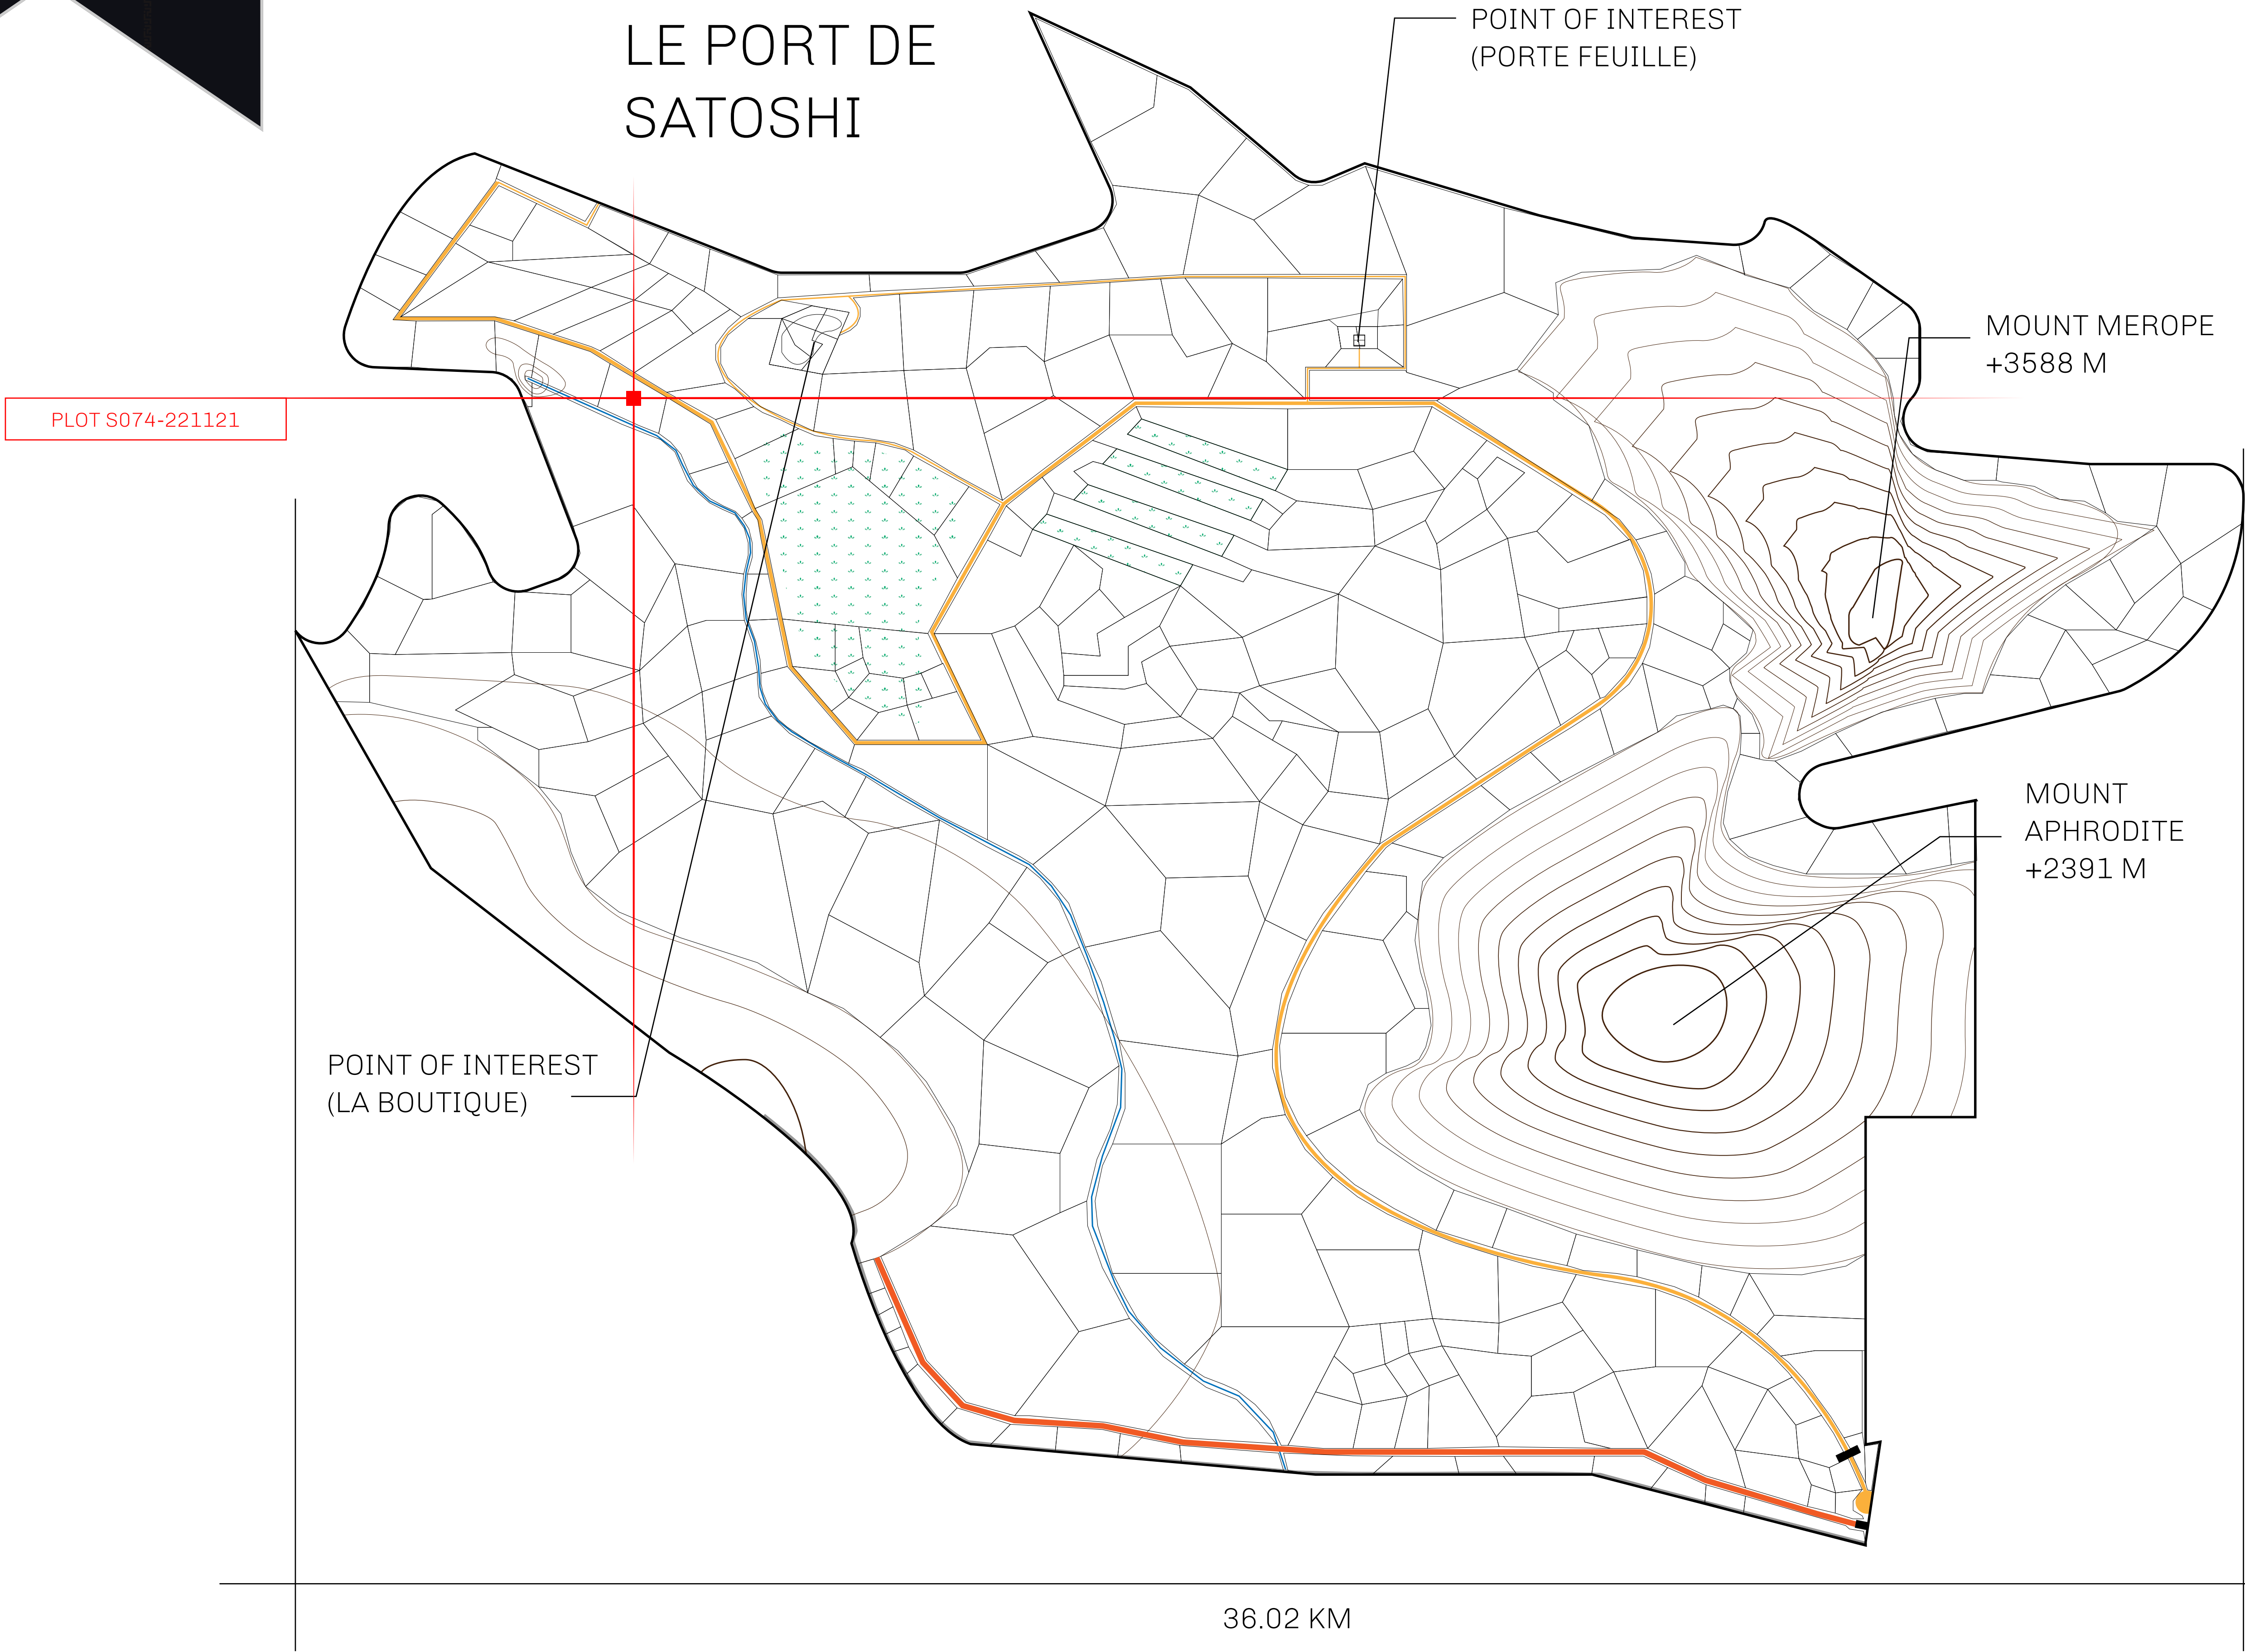 LE PORT DE
SATOSHI
POINT OF INTEREST
(PORTE FEUILLE)
MOUNT MEROPE
+3588 M
PLOT S074-221121
MOUNT
APHRODITE
+2391 M
POINT OF INTEREST
(LA BOUTIQUE)
36.02 KM